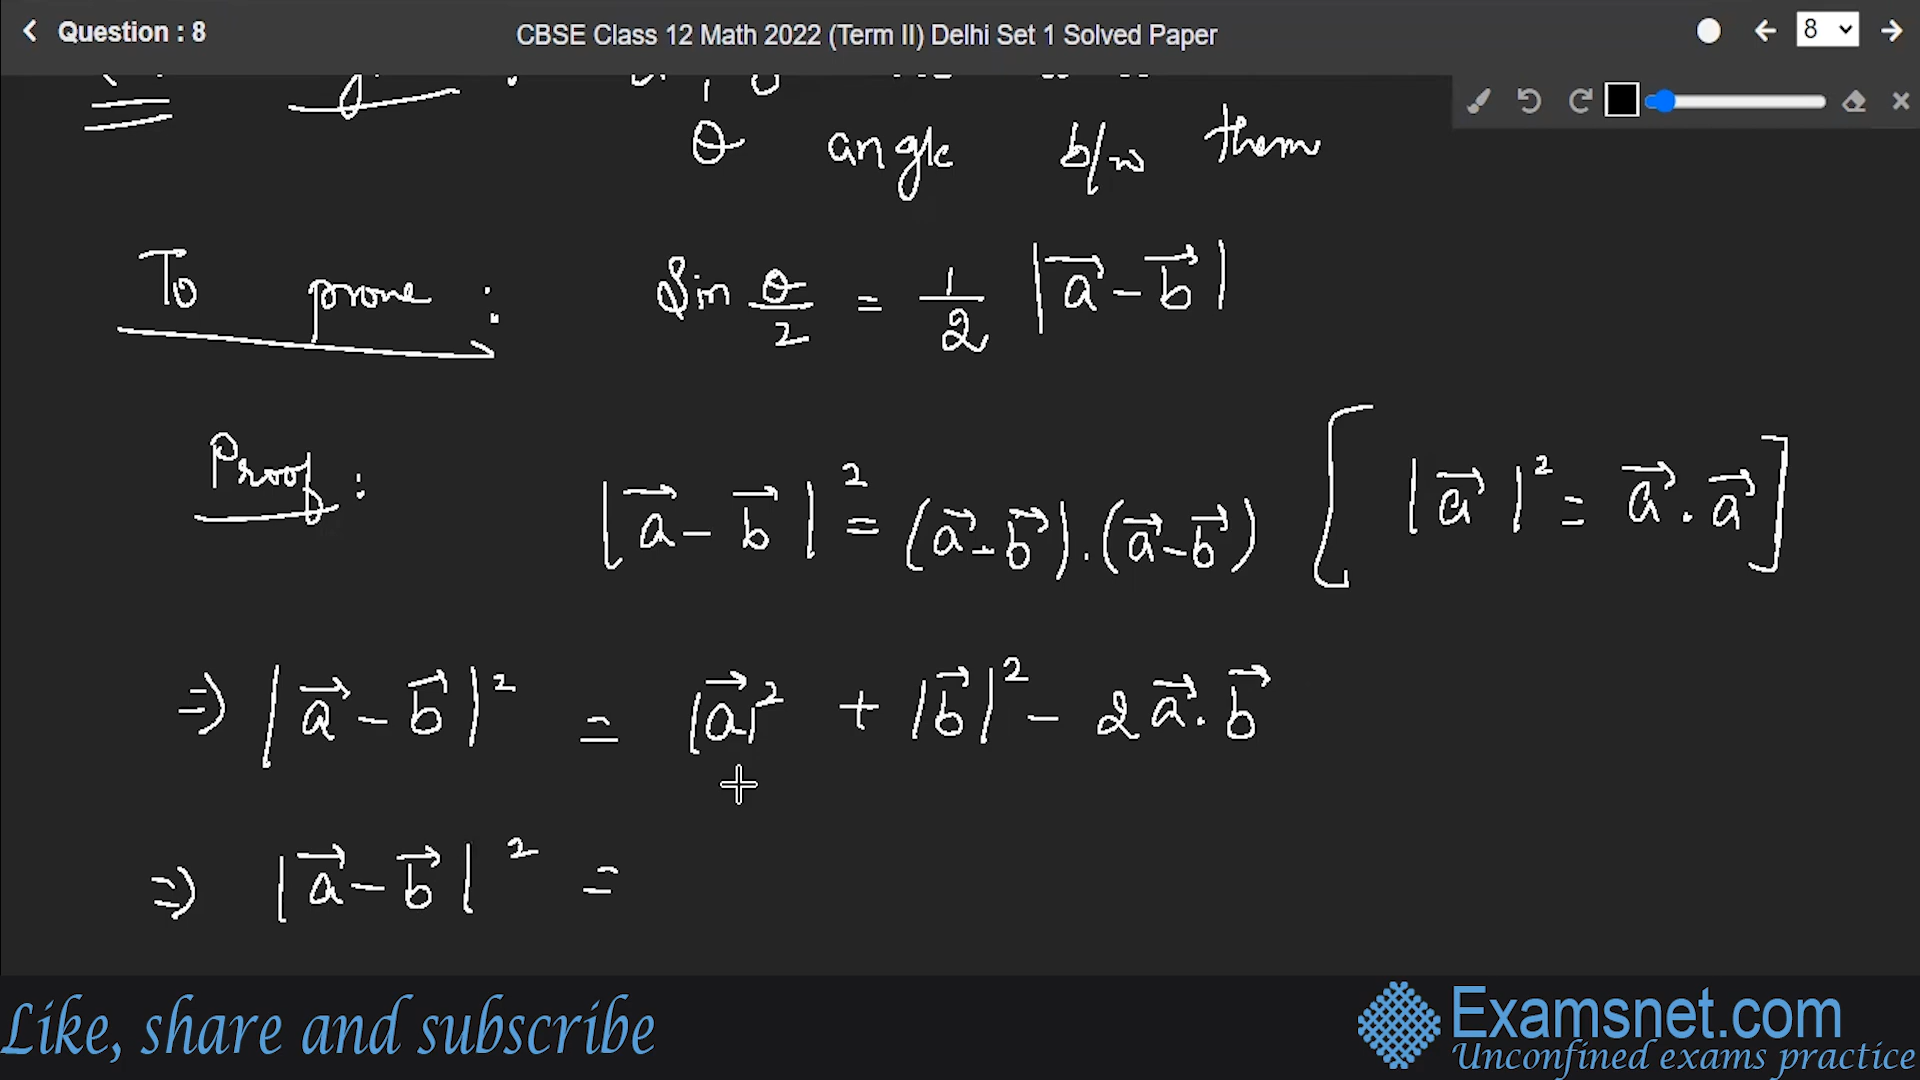 Question : 8 CBSE Class 12 Math 2022 (Term II) Delhi Set 1 Solved Paper 8
θ angle b/w them
To prove : Sin θ/2 = 1/2 |a⃗ - b⃗|
Proof : |a⃗ - b⃗|² = (a⃗ - b⃗) . (a⃗ - b⃗) [ |a⃗|² = a⃗ . a⃗ ]
=> |a⃗ - b⃗|² = |a⃗|² + |b⃗|² - 2a⃗ . b⃗
=> |a⃗ - b⃗|² =
Like, share and subscribe
Examsnet.com
Unconfined exams practice